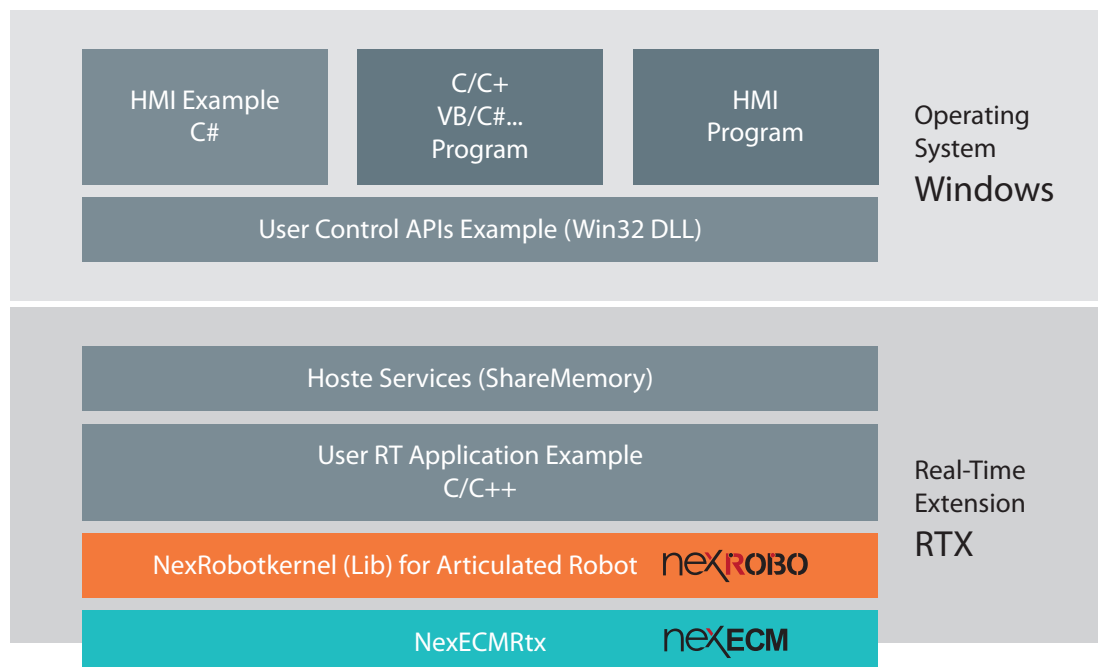 HMI Example
C#
C/C+
VB/C#...
Program
HMI
Program
Operating
System
Windows
User Control APIs Example (Win32 DLL)
Hoste Services (ShareMemory)
User RT Application Example
C/C++
Real-Time
Extension
RTX
NexRobotkernel (Lib) for Articulated Robot neXROBO
NexECMRtx neXECM